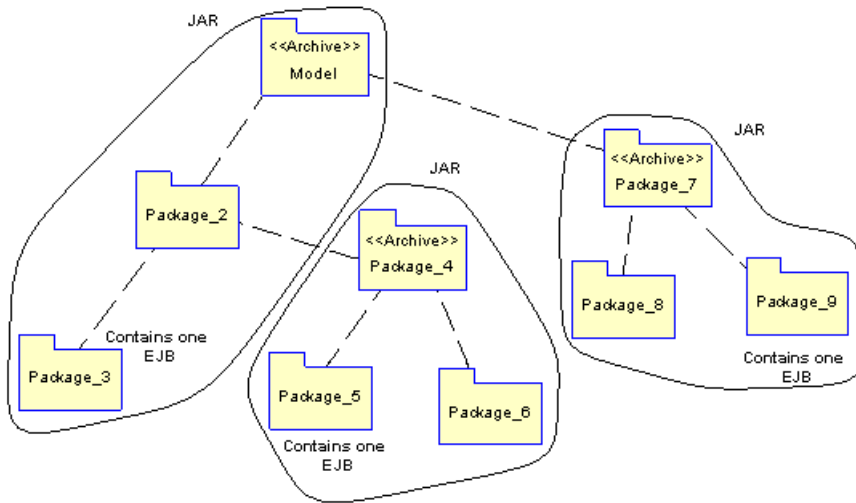 JAR
<<Archive>>
Model
JAR
<<Archive>>
Package_7
JAR
Package_2
<<Archive>>
Package_4
Package_8
Package_9
Contains one
EJB
Package_3
Contains one
EJB
Package_5
Package_6
Contains one
EJB